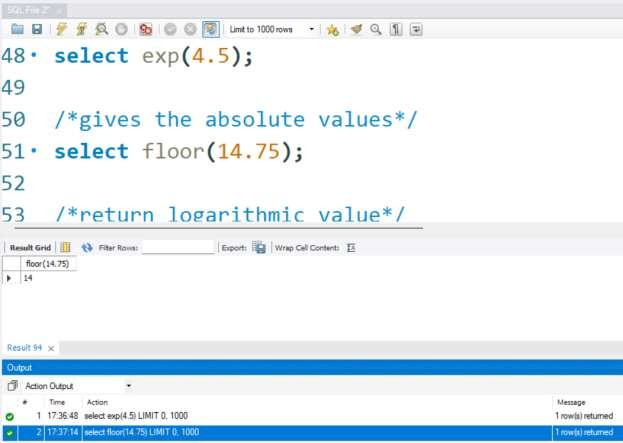 SQL File 2*
Limit to 1000 rows
48 select exp(4.5);
49
50 /*gives the absolute values*/
51 select floor(14.75);
52
53 /*return logarithmic value*/
Result Grid Filter Rows: Export: Wrap Cell Content:
floor(14.75)
14
Result 94
Output
Action Output
# Time Action Message
1 17:36:48 select exp(4.5) LIMIT 0, 1000 1 row(s) returned
2 17:37:14 select floor(14.75) LIMIT 0, 1000 1 row(s) returned